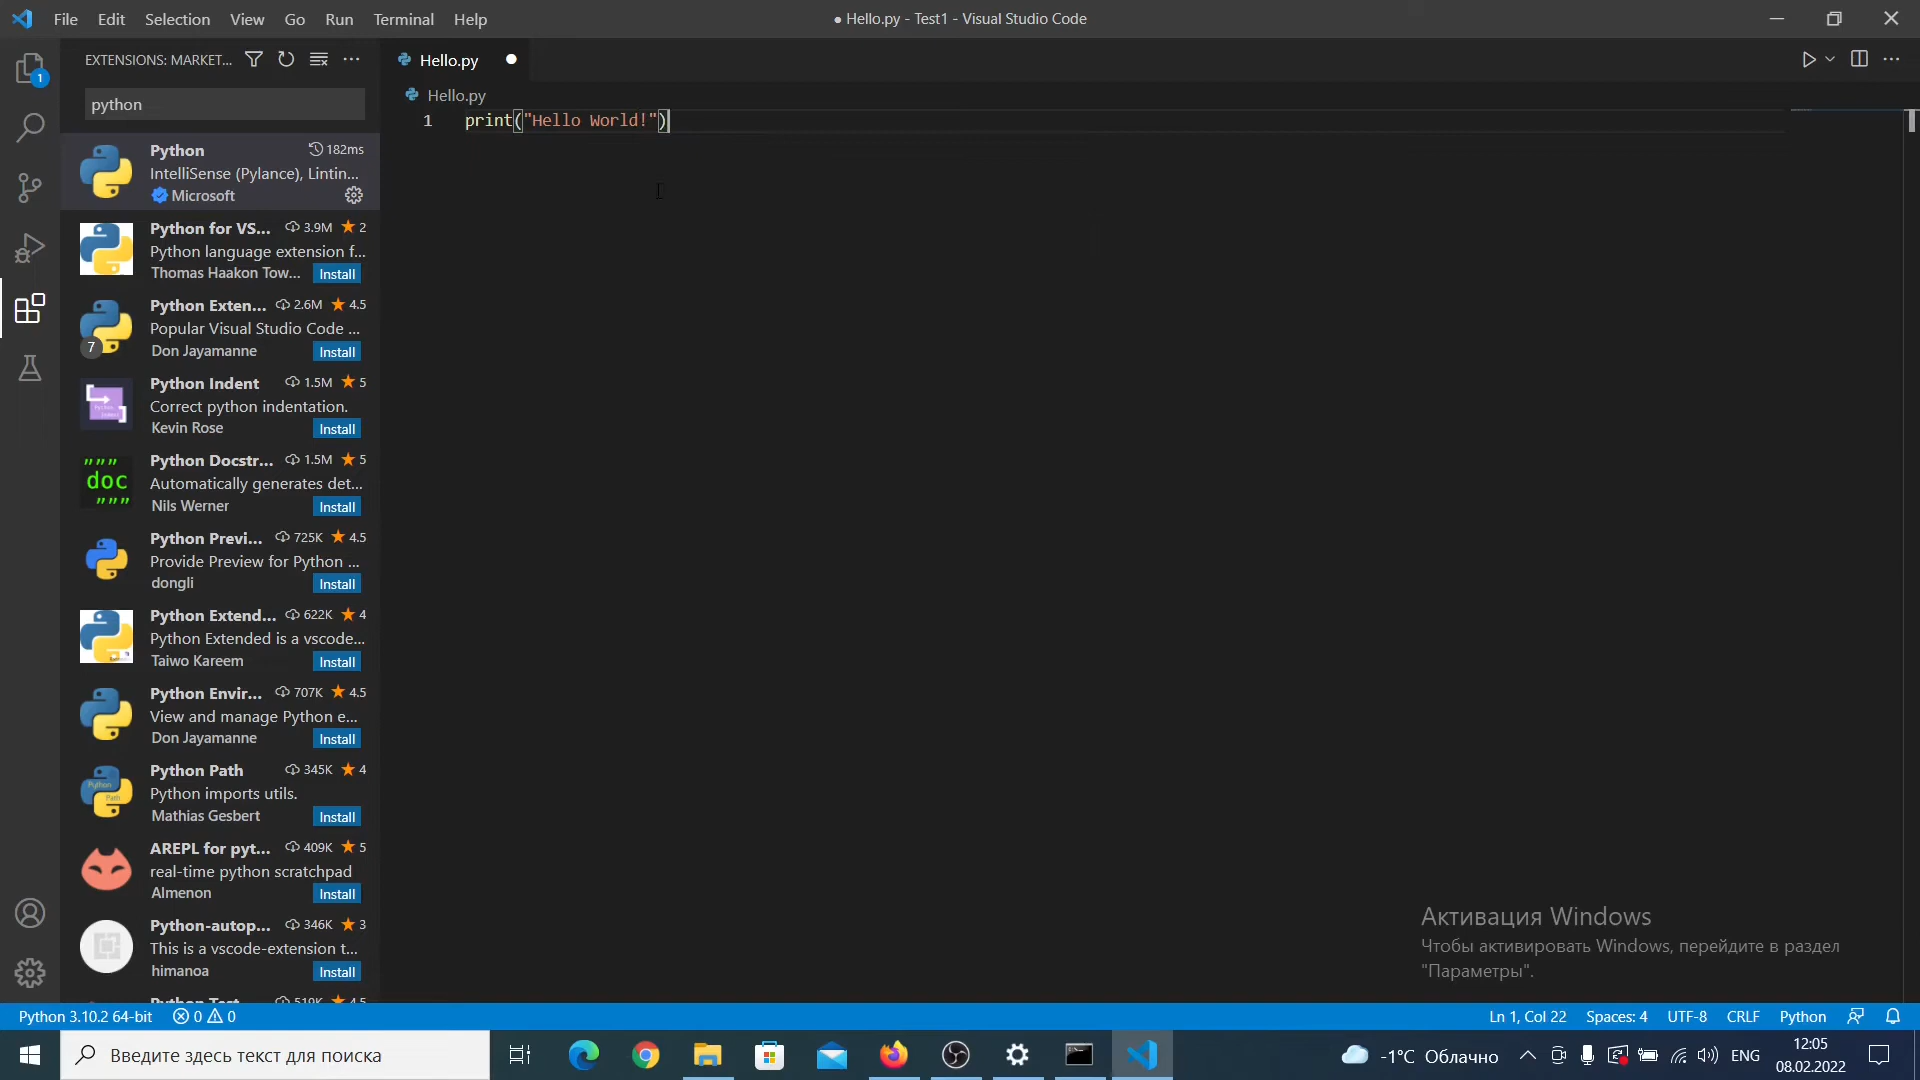 File Edit Selection View Go Run Terminal Help
● Hello.py - Test1 - Visual Studio Code
EXTENSIONS: MARKET...
python
Python 182ms
IntelliSense (Pylance), Lintin...
Microsoft
Python for VS... 3.9M ★ 2
Python language extension f...
Thomas Haakon Tow... Install
Python Exten... 2.6M ★ 4.5
Popular Visual Studio Code ...
7
Don Jayamanne Install
Python Indent 1.5M ★ 5
Correct python indentation.
Kevin Rose Install
Python Docstr... 1.5M ★ 5
"""
doc
"""
Automatically generates det...
Nils Werner Install
Python Previ... 725K ★ 4.5
Provide Preview for Python ...
dongli Install
Python Extend... 622K ★ 4
Python Extended is a vscode...
Taiwo Kareem Install
Python Envir... 707K ★ 4.5
View and manage Python e...
Don Jayamanne Install
Python Path 345K ★ 4
Python imports utils.
Mathias Gesbert Install
AREPL for pyt... 409K ★ 5
real-time python scratchpad
Almenon Install
Python-autop... 346K ★ 3
This is a vscode-extension t...
himanoa Install
Python Test 519K ★ 4.5
1
Hello.py ●
Hello.py
1 print("Hello World!")
Активация Windows
Чтобы активировать Windows, перейдите в раздел
"Параметры".
Python 3.10.2 64-bit 0 0 Ln 1, Col 22 Spaces: 4 UTF-8 CRLF Python
Введите здесь текст для поиска
-1°C Облачно ENG
12:05
08.02.2022